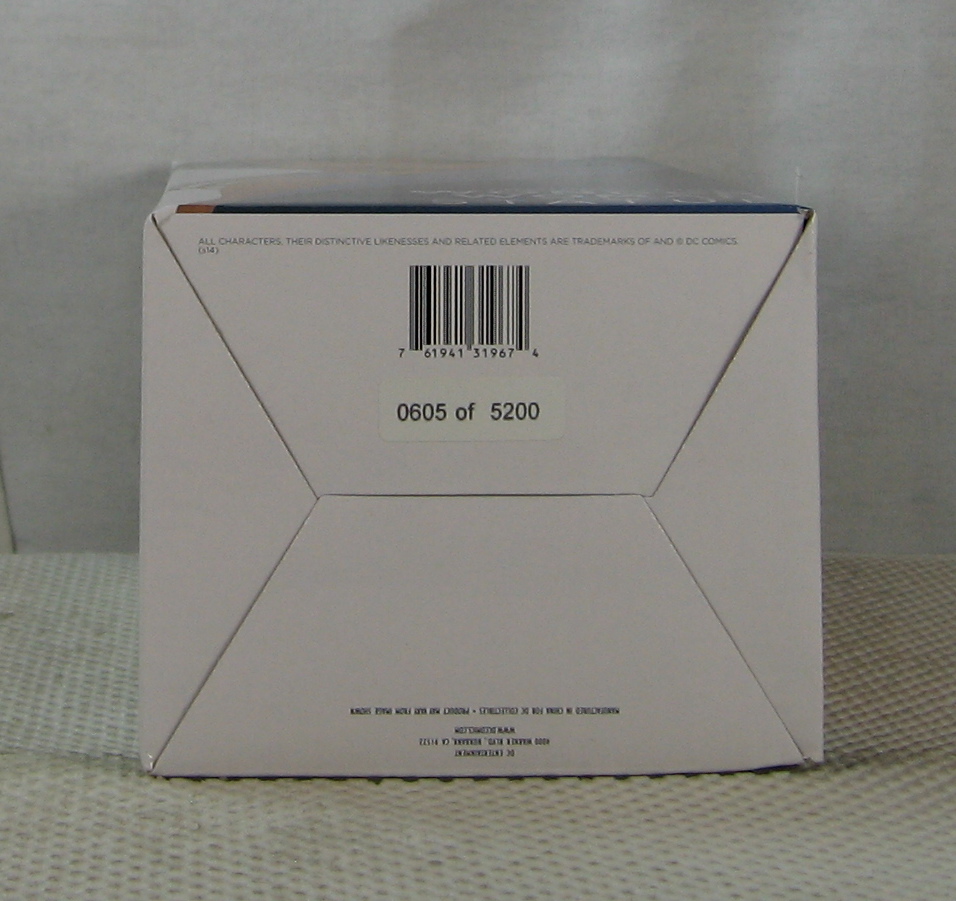 ALL CHARACTERS, THEIR DISTINCTIVE LIKENESSES AND RELATED ELEMENTS ARE TRADEMARKS OF AND © DC COMICS.
(s14)
7 61941 31967 4
0605 of 5200
DC ENTERTAINMENT
4000 WARNER BLVD., BURBANK, CA 91522
WWW.DCCOMICS.COM
MANUFACTURED IN CHINA FOR DC COLLECTIBLES • PRODUCT MAY VARY FROM IMAGE SHOWN